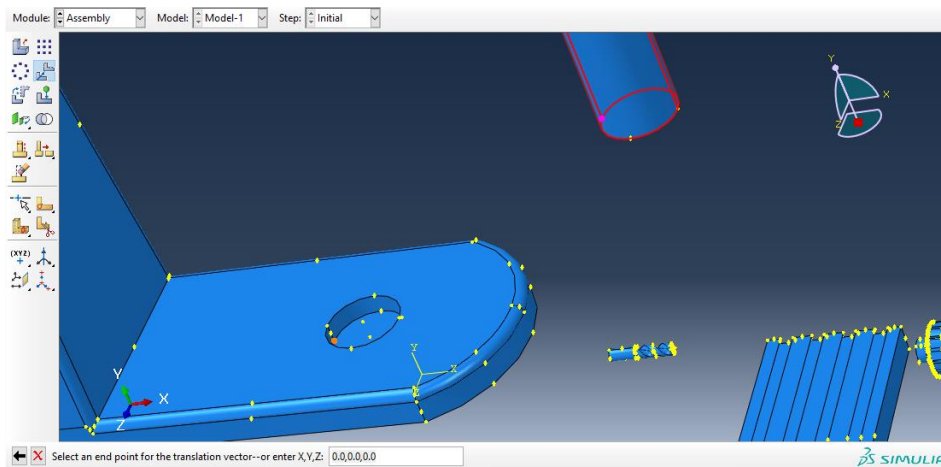 Module: Assembly Model: Model-1 Step: Initial
(XYZ)
Y
X
Z
Y
X
Y
X
Z
Select an end point for the translation vector--or enter X,Y,Z: 0.0,0.0,0.0
SIMULIA